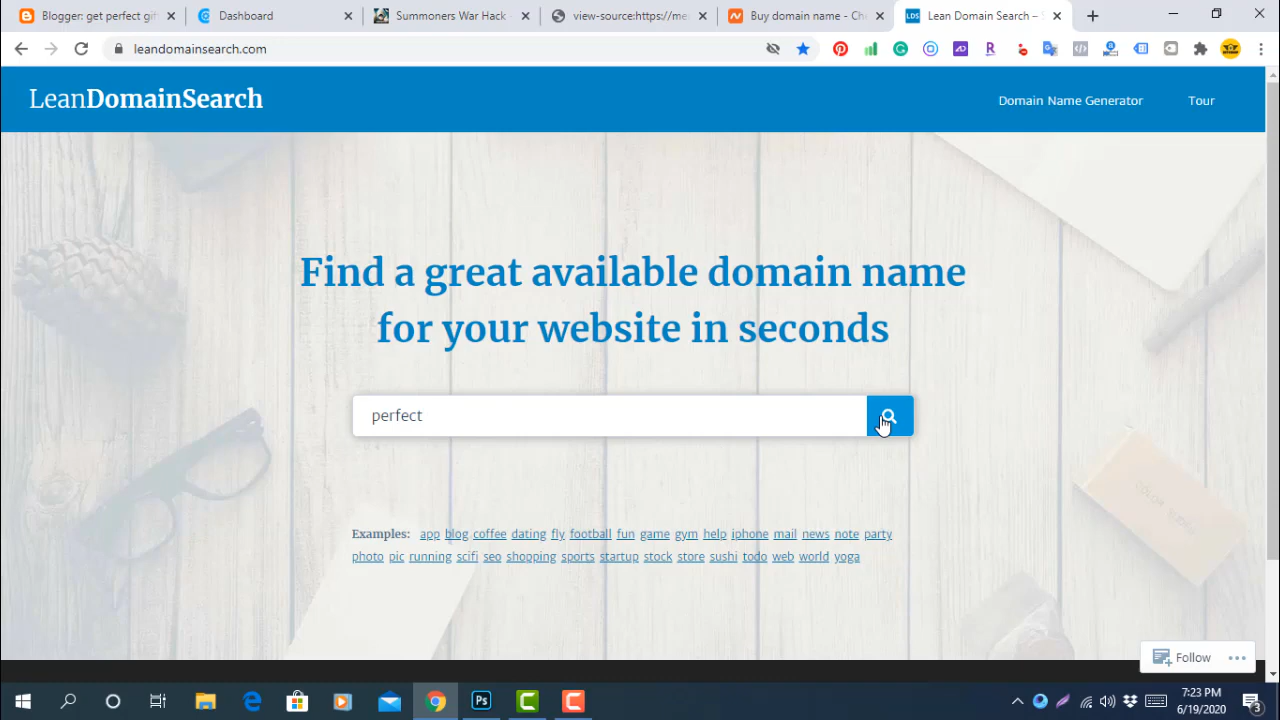 Blogger: get perfect gif
Dashboard
Summoners War Hack -
view-source:https://me
Buy domain name - Ch
Lean Domain Search –
leandomainsearch.com
LeanDomainSearch
Domain Name Generator
Tour
Find a great available domain name
for your website in seconds
perfect
Examples: app blog coffee dating fly football fun game gym help iphone mail news note party
photo pic running scifi seo shopping sports startup stock store sushi todo web world yoga
Follow
7:23 PM
6/19/2020